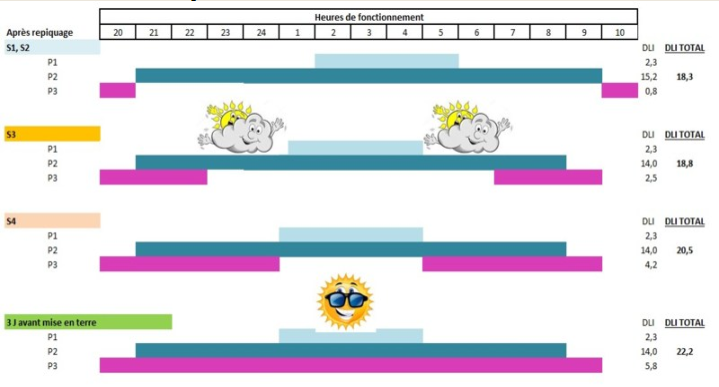 Heures de fonctionnement
Après repiquage 20 21 22 23 24 1 2 3 4 5 6 7 8 9 10
S1, S2 DLI DLI TOTAL
P1 2,3
P2 15,2 18,3
P3 0,8
S3 DLI DLI TOTAL
P1 2,3
P2 14,0 18,8
P3 2,5
S4 DLI DLI TOTAL
P1 2,3
P2 14,0 20,5
P3 4,2
3 J avant mise en terre DLI DLI TOTAL
P1 2,3
P2 14,0 22,2
P3 5,8